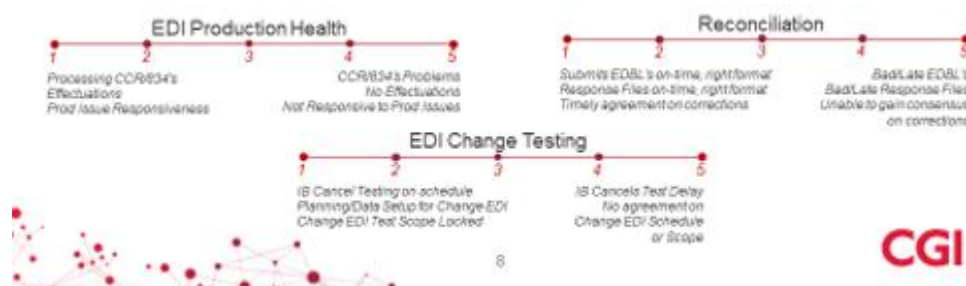 EDI Production Health
1 2 3 4 5
Processing CCR/834's
Effectuations
Prod Issue Responsiveness
CCR/834's Problems
No Effectuations
Not Responsive to Prod Issues
Reconciliation
1 2 3 4 5
Submits EDBL's on-time, right format
Response Files on-time, right format
Timely agreement on corrections
Bad/Late EDBL's
Bad/Late Response Files
Unable to gain consensus
on corrections
EDI Change Testing
1 2 3 4 5
IB Cancel Testing on schedule
Planning/Data Setup for Change EDI
Change EDI Test Scope Locked
IB Cancels Test Delay
No agreement on
Change EDI Schedule
or Scope
8
CGI